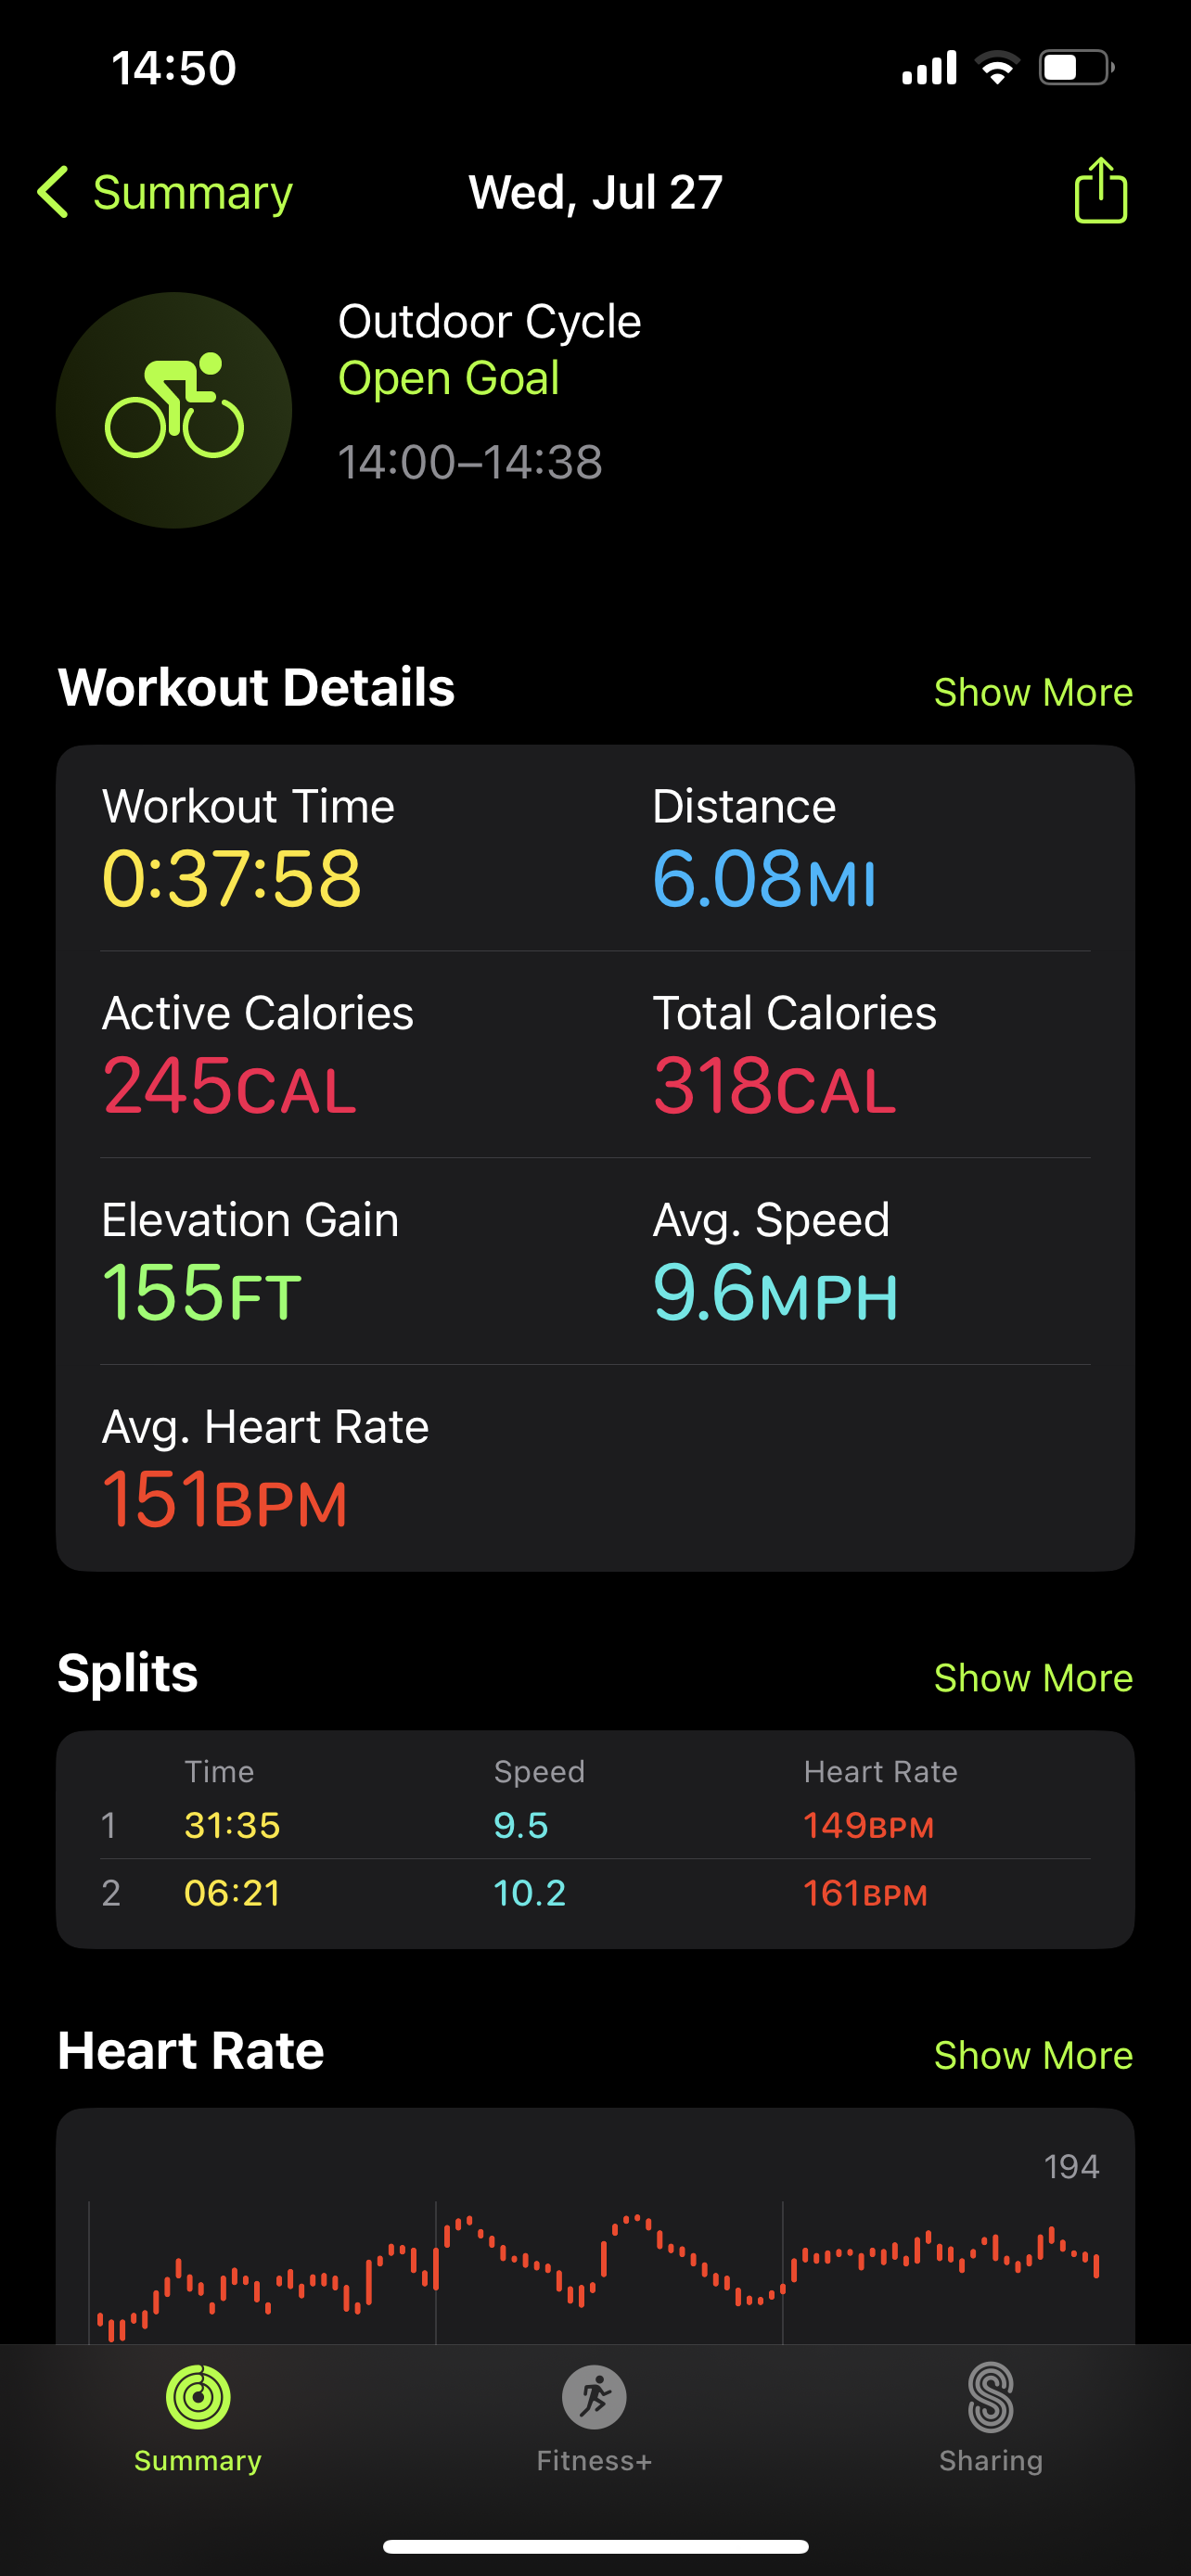 14:50
Summary
Wed, Jul 27
Outdoor Cycle
Open Goal
14:00–14:38
Workout Details
Show More
Workout Time
Distance
0:37:58
6.08MI
Active Calories
Total Calories
245CAL
318CAL
Elevation Gain
Avg. Speed
155FT
9.6MPH
Avg. Heart Rate
151BPM
Splits
Show More
Time Speed Heart Rate
1 31:35 9.5 149BPM
2 06:21 10.2 161BPM
Heart Rate
Show More
194
Summary
Fitness+
Sharing